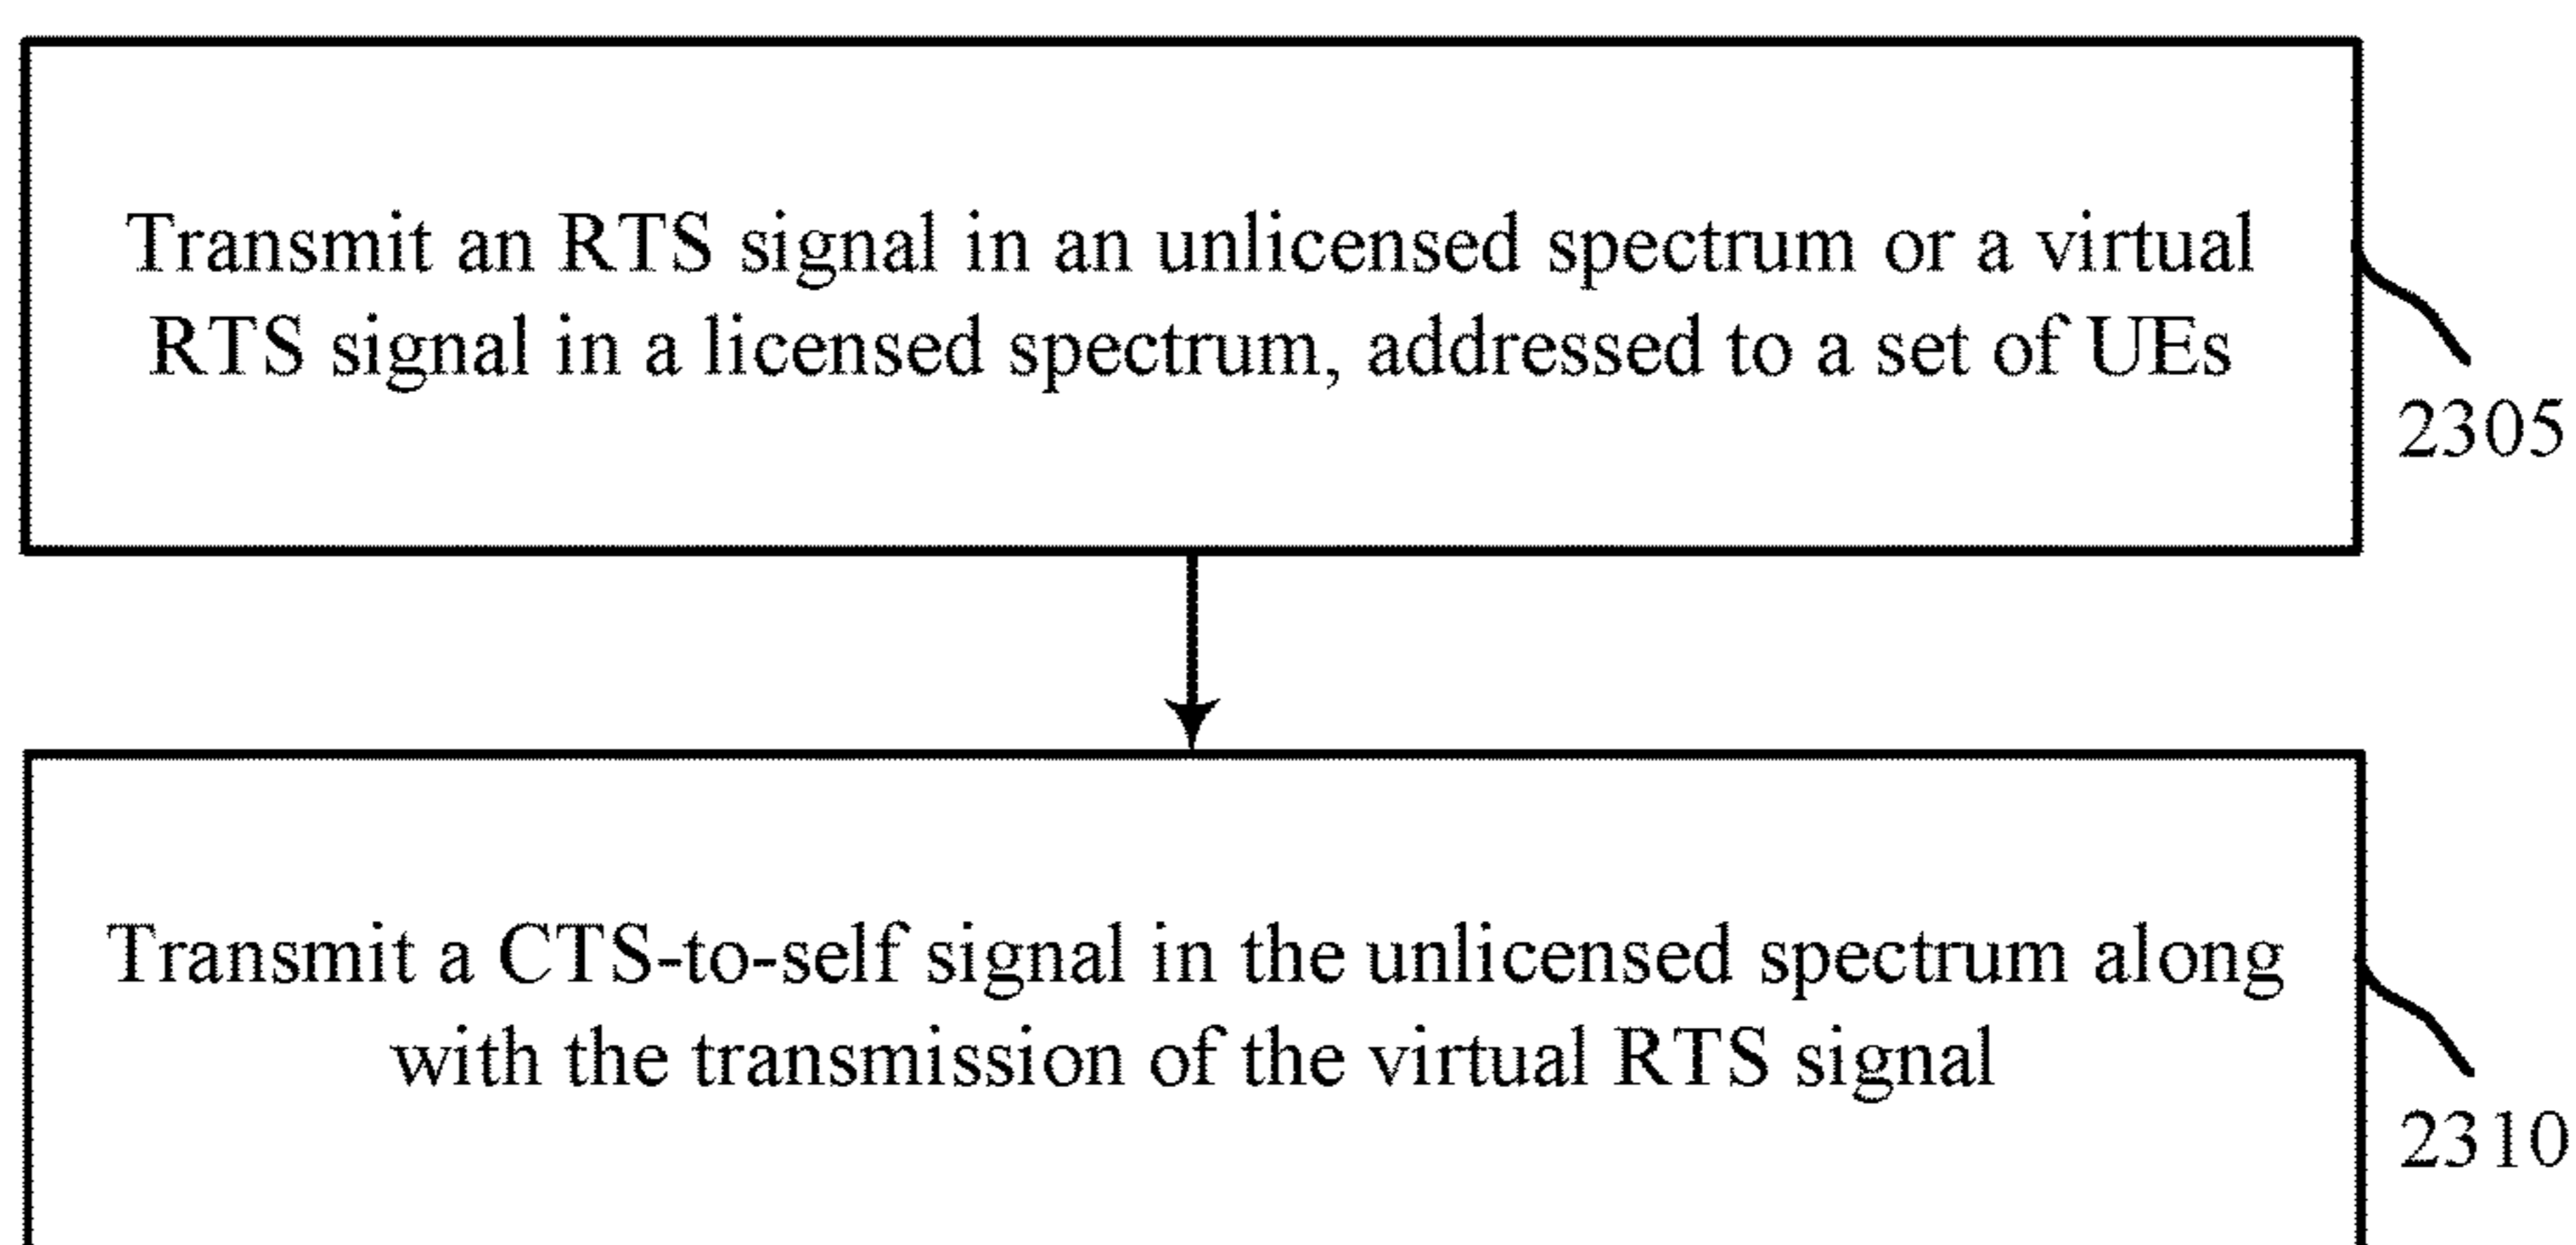 Transmit an RTS signal in an unlicensed spectrum or a virtual
RTS signal in a licensed spectrum, addressed to a set of UEs
2305
Transmit a CTS-to-self signal in the unlicensed spectrum along
with the transmission of the virtual RTS signal
2310